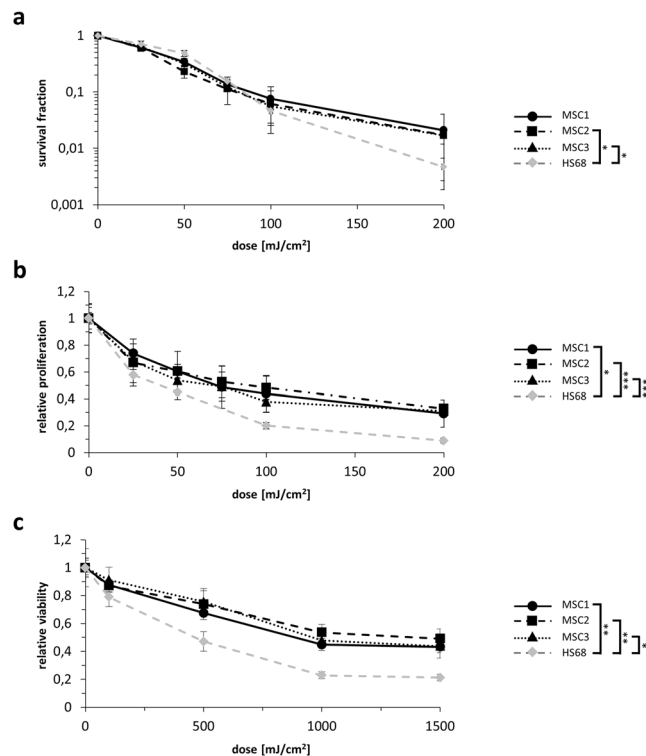 a
survival fraction
1
0,1
0,01
0,001
0 50 100 150 200
dose [mJ/cm²]
MSC1
MSC2
MSC3
HS68
*
*
b
relative proliferation
1,2
1
0,8
0,6
0,4
0,2
0
0 50 100 150 200
dose [mJ/cm²]
MSC1
MSC2
MSC3
HS68
*
***
***
c
relative viability
1,2
1
0,8
0,6
0,4
0,2
0
0 500 1000 1500
dose [mJ/cm²]
MSC1
MSC2
MSC3
HS68
**
**
*